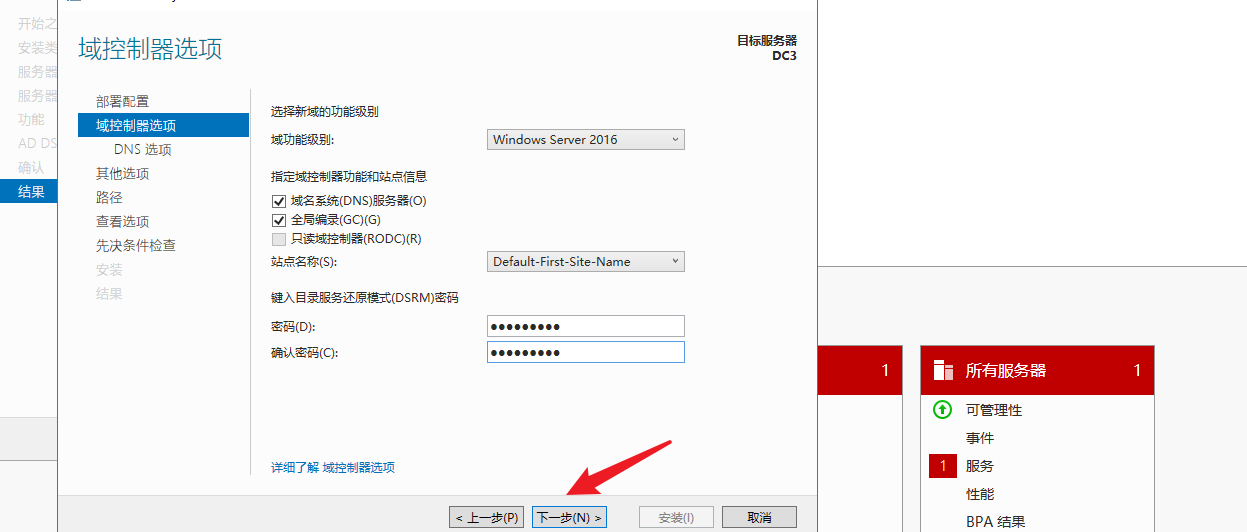 开始之
安装类
服务器
服务器
功能
AD DS
确认
结果
域控制器选项
目标服务器
DC3
部署配置
域控制器选项
DNS 选项
其他选项
路径
查看选项
先决条件检查
安装
结果
选择新域的功能级别
域功能级别:
Windows Server 2016
指定域控制器功能和站点信息
域名系统(DNS)服务器(O)
全局编录(GC)(G)
只读域控制器(RODC)(R)
站点名称(S):
Default-First-Site-Name
键入目录服务还原模式(DSRM)密码
密码(D):
●●●●●●●●●
确认密码(C):
●●●●●●●●●
详细了解 域控制器选项
< 上一步(P)
下一步(N) >
安装(I)
取消
1
所有服务器
1
可管理性
事件
1
服务
性能
BPA 结果